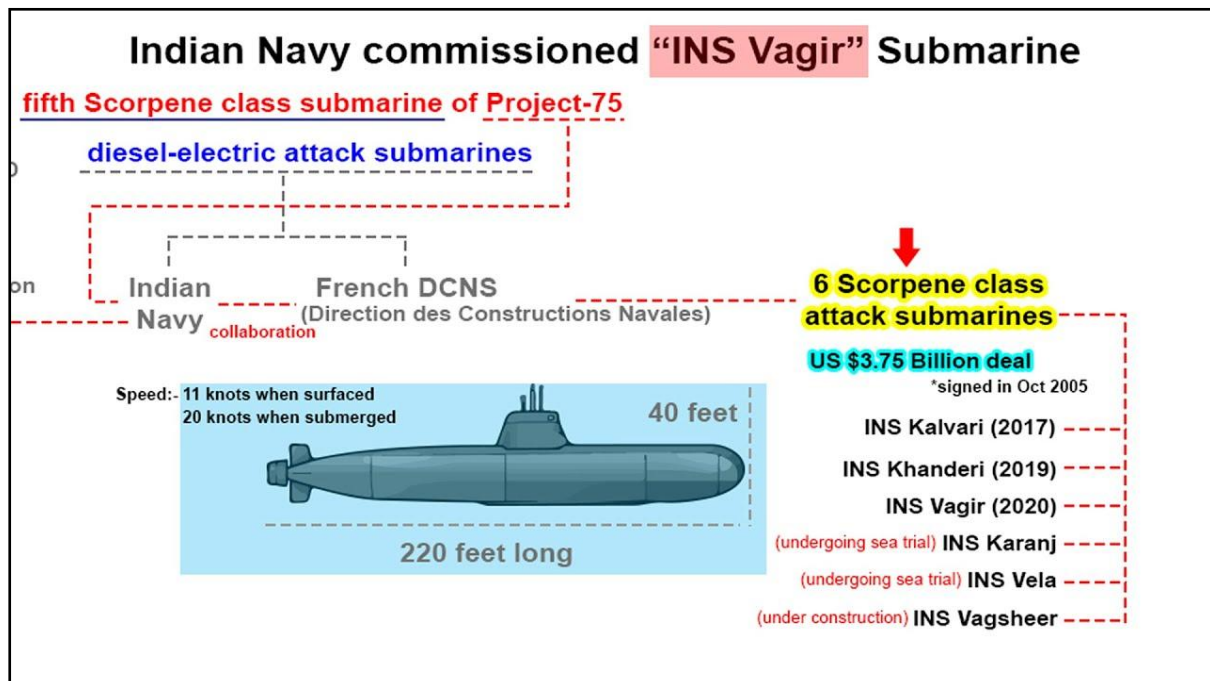 Indian Navy commissioned “INS Vagir” Submarine
fifth Scorpene class submarine of Project-75
diesel-electric attack submarines
on
Indian
Navy
collaboration
French DCNS
(Direction des Constructions Navales)
6 Scorpene class
attack submarines
US $3.75 Billion deal
*signed in Oct 2005
Speed:- 11 knots when surfaced
20 knots when submerged
40 feet
220 feet long
INS Kalvari (2017)
INS Khanderi (2019)
INS Vagir (2020)
(undergoing sea trial) INS Karanj
(undergoing sea trial) INS Vela
(under construction) INS Vagsheer